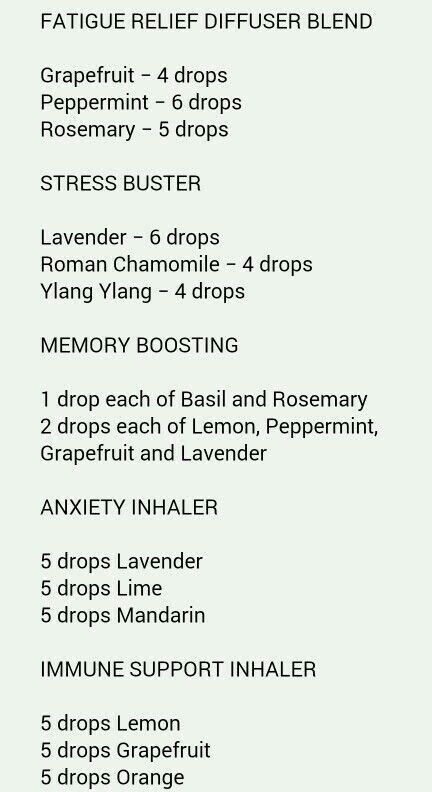 FATIGUE RELIEF DIFFUSER BLEND
Grapefruit – 4 drops
Peppermint – 6 drops
Rosemary – 5 drops
STRESS BUSTER
Lavender – 6 drops
Roman Chamomile – 4 drops
Ylang Ylang – 4 drops
MEMORY BOOSTING
1 drop each of Basil and Rosemary
2 drops each of Lemon, Peppermint,
Grapefruit and Lavender
ANXIETY INHALER
5 drops Lavender
5 drops Lime
5 drops Mandarin
IMMUNE SUPPORT INHALER
5 drops Lemon
5 drops Grapefruit
5 drops Orange